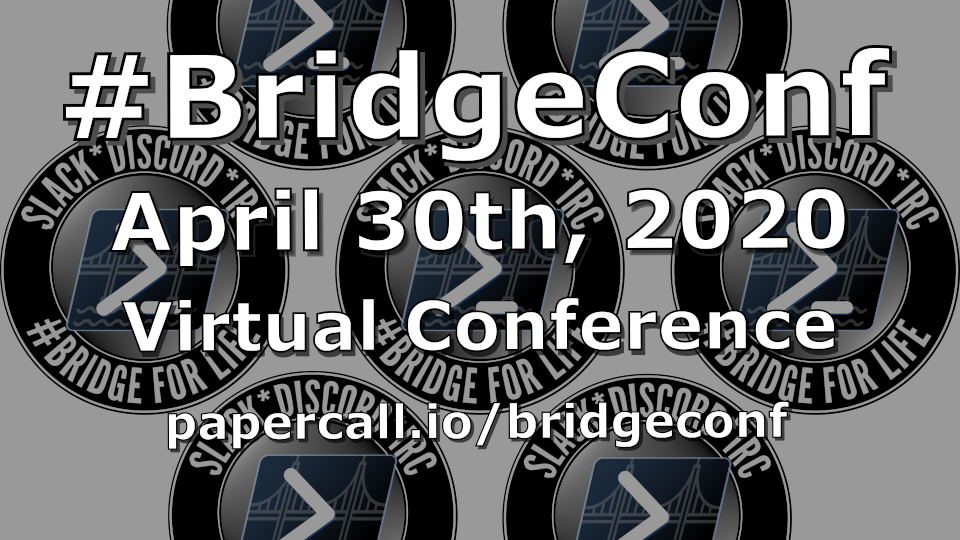 #BridgeConf
April 30th, 2020
Virtual Conference
papercall.io/bridgeconf
SLACK * DISCORD * IRC
#BRIDGE FOR LIFE
SLACK * DISCORD * IRC
#BRIDGE FOR LIFE
SLACK * DISCORD * IRC
#BRIDGE FOR LIFE
SLACK * DISCORD * IRC
SLACK * DISCORD * IRC